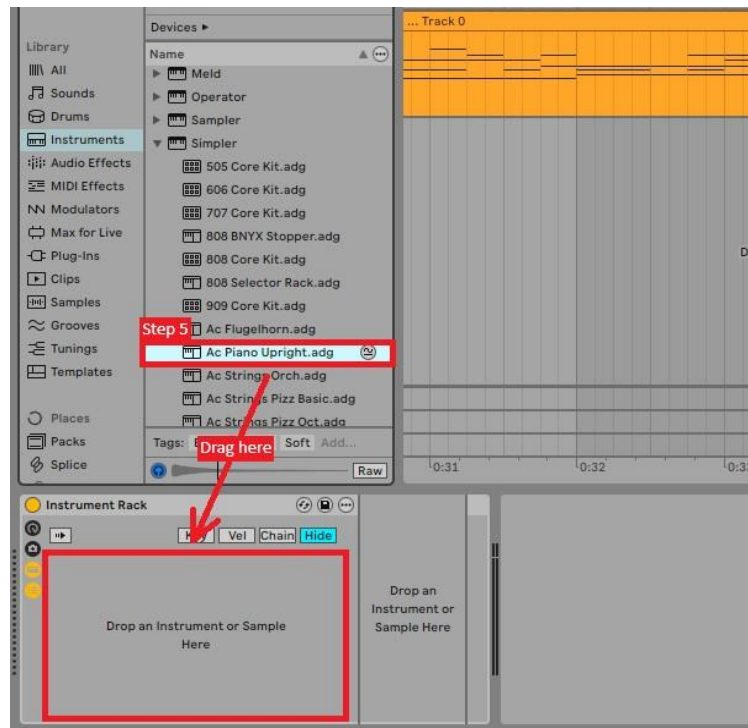 Library
All
Sounds
Drums
Instruments
Audio Effects
MIDI Effects
Modulators
Max for Live
Plug-Ins
Clips
Samples
Grooves
Tunings
Templates
Places
Packs
Splice
Devices
Name
Meld
Operator
Sampler
Simpler
505 Core Kit.adg
606 Core Kit.adg
707 Core Kit.adg
808 BNYX Stopper.adg
808 Core Kit.adg
808 Selector Rack.adg
909 Core Kit.adg
Step 5
Ac Flugelhorn.adg
Ac Piano Upright.adg
Ac Strings Orch.adg
Ac Strings Pizz Basic.adg
Ac Strings Pizz Oct.adg
Tags: Soft Add...
Drag here
Raw
... Track 0
D
0:31 0:32
Instrument Rack
Key Vel Chain Hide
Drop an Instrument or Sample
Here
Drop an
Instrument or
Sample Here